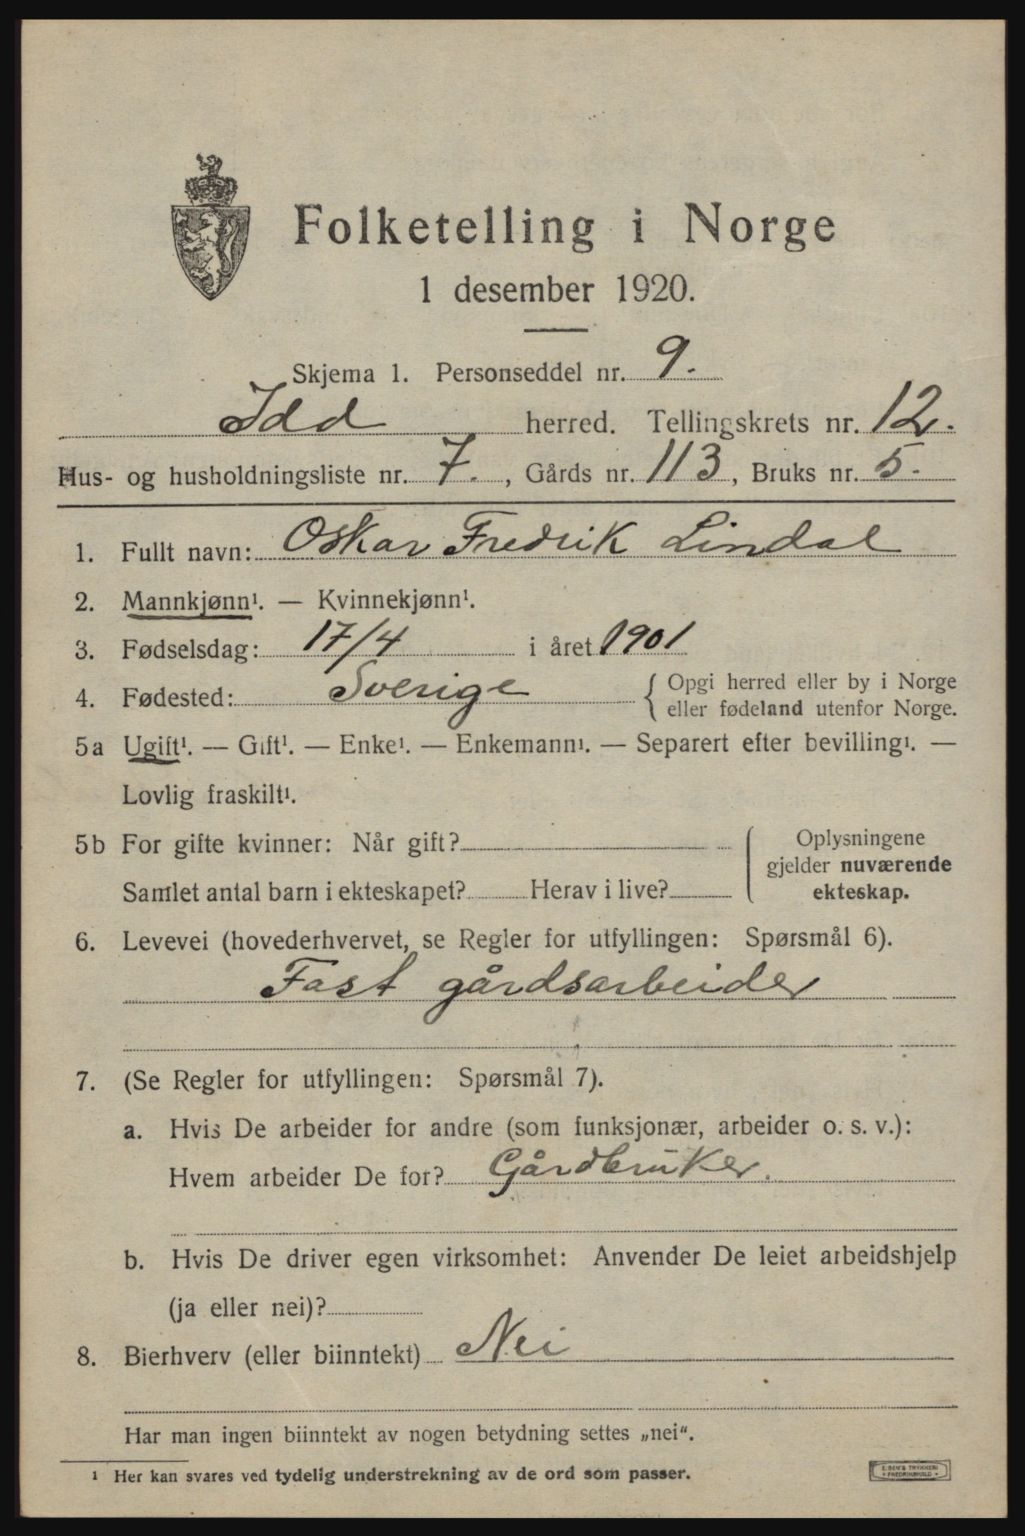 Folketelling i Norge
1 desember 1920.
Skjema 1. Personseddel nr. 9.
Idd herred. Tellingskrets nr. 12.
Hus- og husholdningsliste nr. 7., Gårds nr. 113, Bruks nr. 5.
1. Fullt navn: Oskar Fredrik Lindal
2. Mannkjønn¹. — Kvinnekjønn¹.
3. Fødselsdag: 17/4 i året 1901
4. Fødested: Sverige { Opgi herred eller by i Norge
eller fødeland utenfor Norge.
5a Ugift¹. — Gift¹. — Enke¹. — Enkemann¹. — Separert efter bevilling¹. —
Lovlig fraskilt¹.
5b For gifte kvinner: Når gift?
Samlet antal barn i ekteskapet? Herav i live?
Oplysningene
gjelder nuværende
ekteskap.
6. Levevei (hovederhvervet, se Regler for utfyllingen: Spørsmål 6).
Fast gårdsarbeider
7. (Se Regler for utfyllingen: Spørsmål 7).
a. Hvis De arbeider for andre (som funksjonær, arbeider o. s. v.):
Hvem arbeider De for? Gårdbruker.
b. Hvis De driver egen virksomhet: Anvender De leiet arbeidshjelp
(ja eller nei)?
8. Bierhverv (eller biinntekt) Nei
Har man ingen biinntekt av nogen betydning settes „nei".
¹ Her kan svares ved tydelig understrekning av de ord som passer.